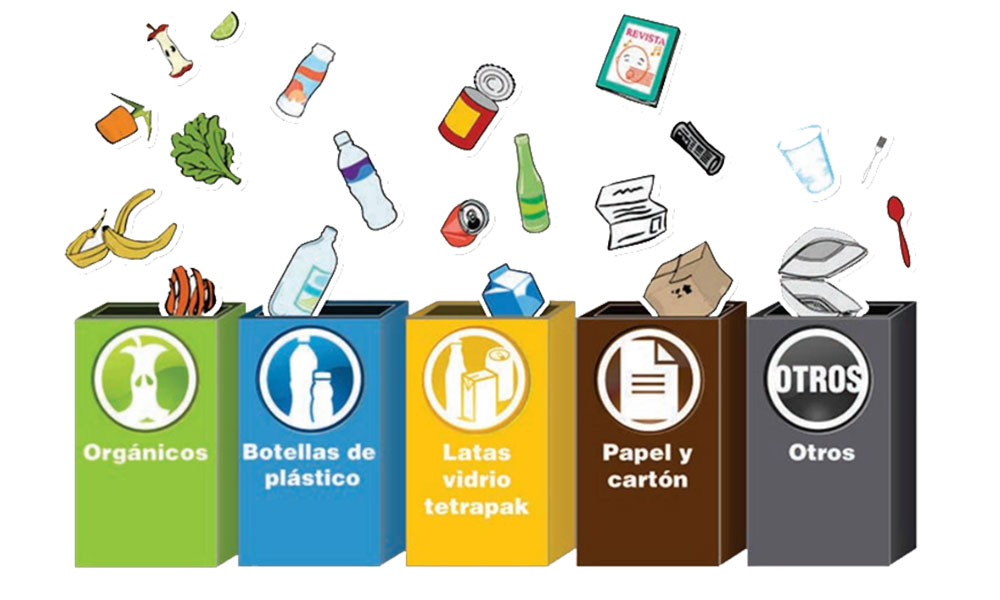 REVISTA
OTROS
Orgánicos
Botellas de
plástico
Latas
vidrio
tetrapak
Papel y
cartón
Otros